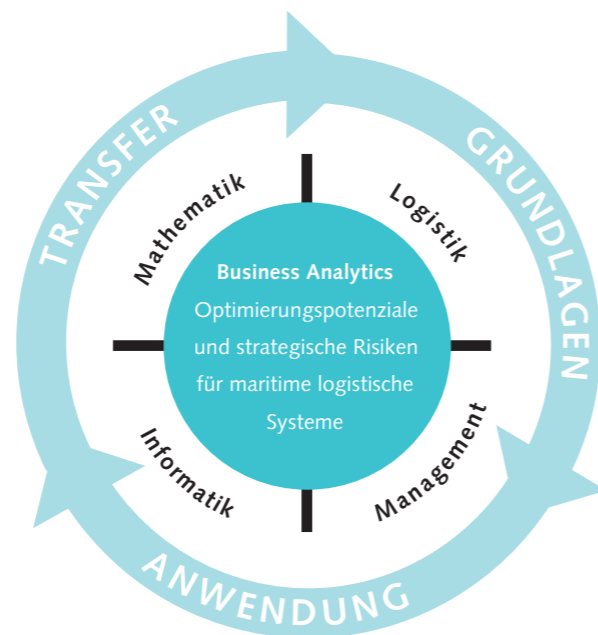 TRANSFER
GRUNDLAGEN
Mathematik
Logistik
Business Analytics
Optimierungspotenziale
und strategische Risiken
für maritime logistische
Systeme
Informatik
Management
ANWENDUNG